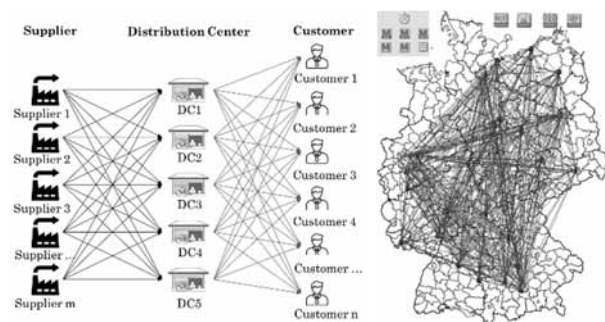 Supplier Distribution Center Customer
Customer 1
Supplier 1 DC1
Customer 2
Supplier 2 DC2
Customer 3
Supplier 3 DC3
Customer 4
Supplier ... DC4
Customer ...
Supplier m DC5
Customer n